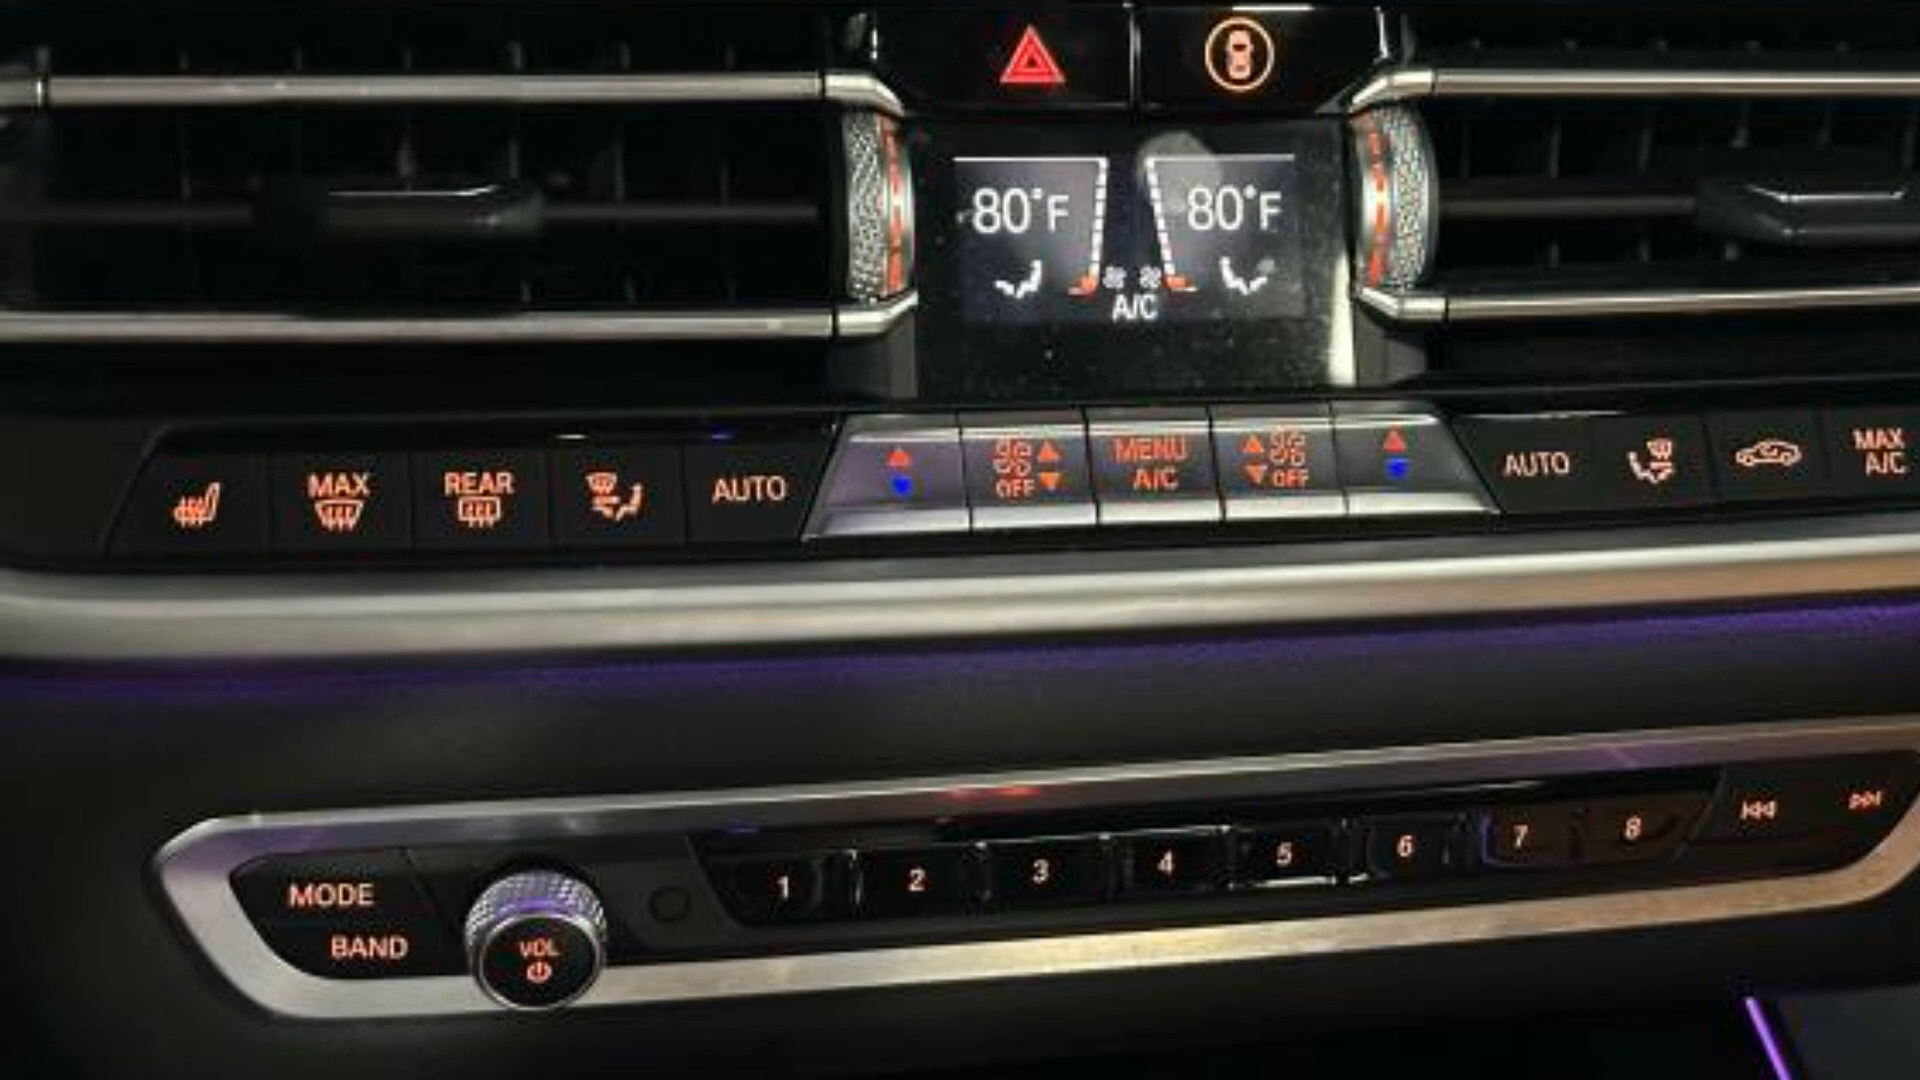 80°F 80°F
A/C
MAX
REAR
AUTO
OFF
MENU
A/C
OFF
AUTO
MAX
A/C
MODE
BAND
VOL
1 2 3 4 5 6 7 8